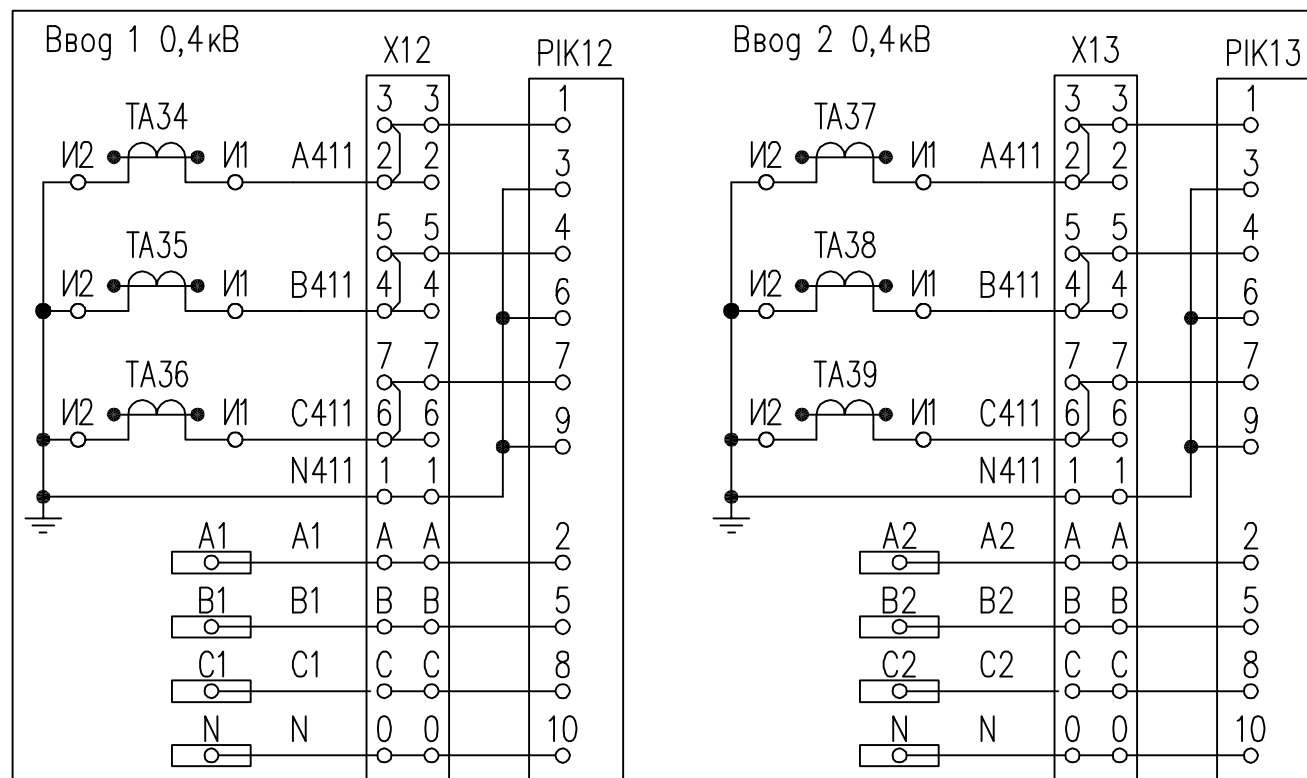 Ввод 1 0,4кВ X12 PIK12 Ввод 2 0,4кВ X13 PIK13
3 3 1 3 3 1
TA34 TA37
И2 И1 A411 2 2 3 И2 И1 A411 2 2 3
5 5 4 5 5 4
TA35 TA38
И2 И1 B411 4 4 6 И2 И1 B411 4 4 6
7 7 7 7 7 7
TA36 TA39
И2 И1 C411 6 6 9 И2 И1 C411 6 6 9
N411 1 1 N411 1 1
A1 A1 A A 2 A2 A2 A A 2
B1 B1 B B 5 B2 B2 B B 5
C1 C1 C C 8 C2 C2 C C 8
N N 0 0 10 N N 0 0 10